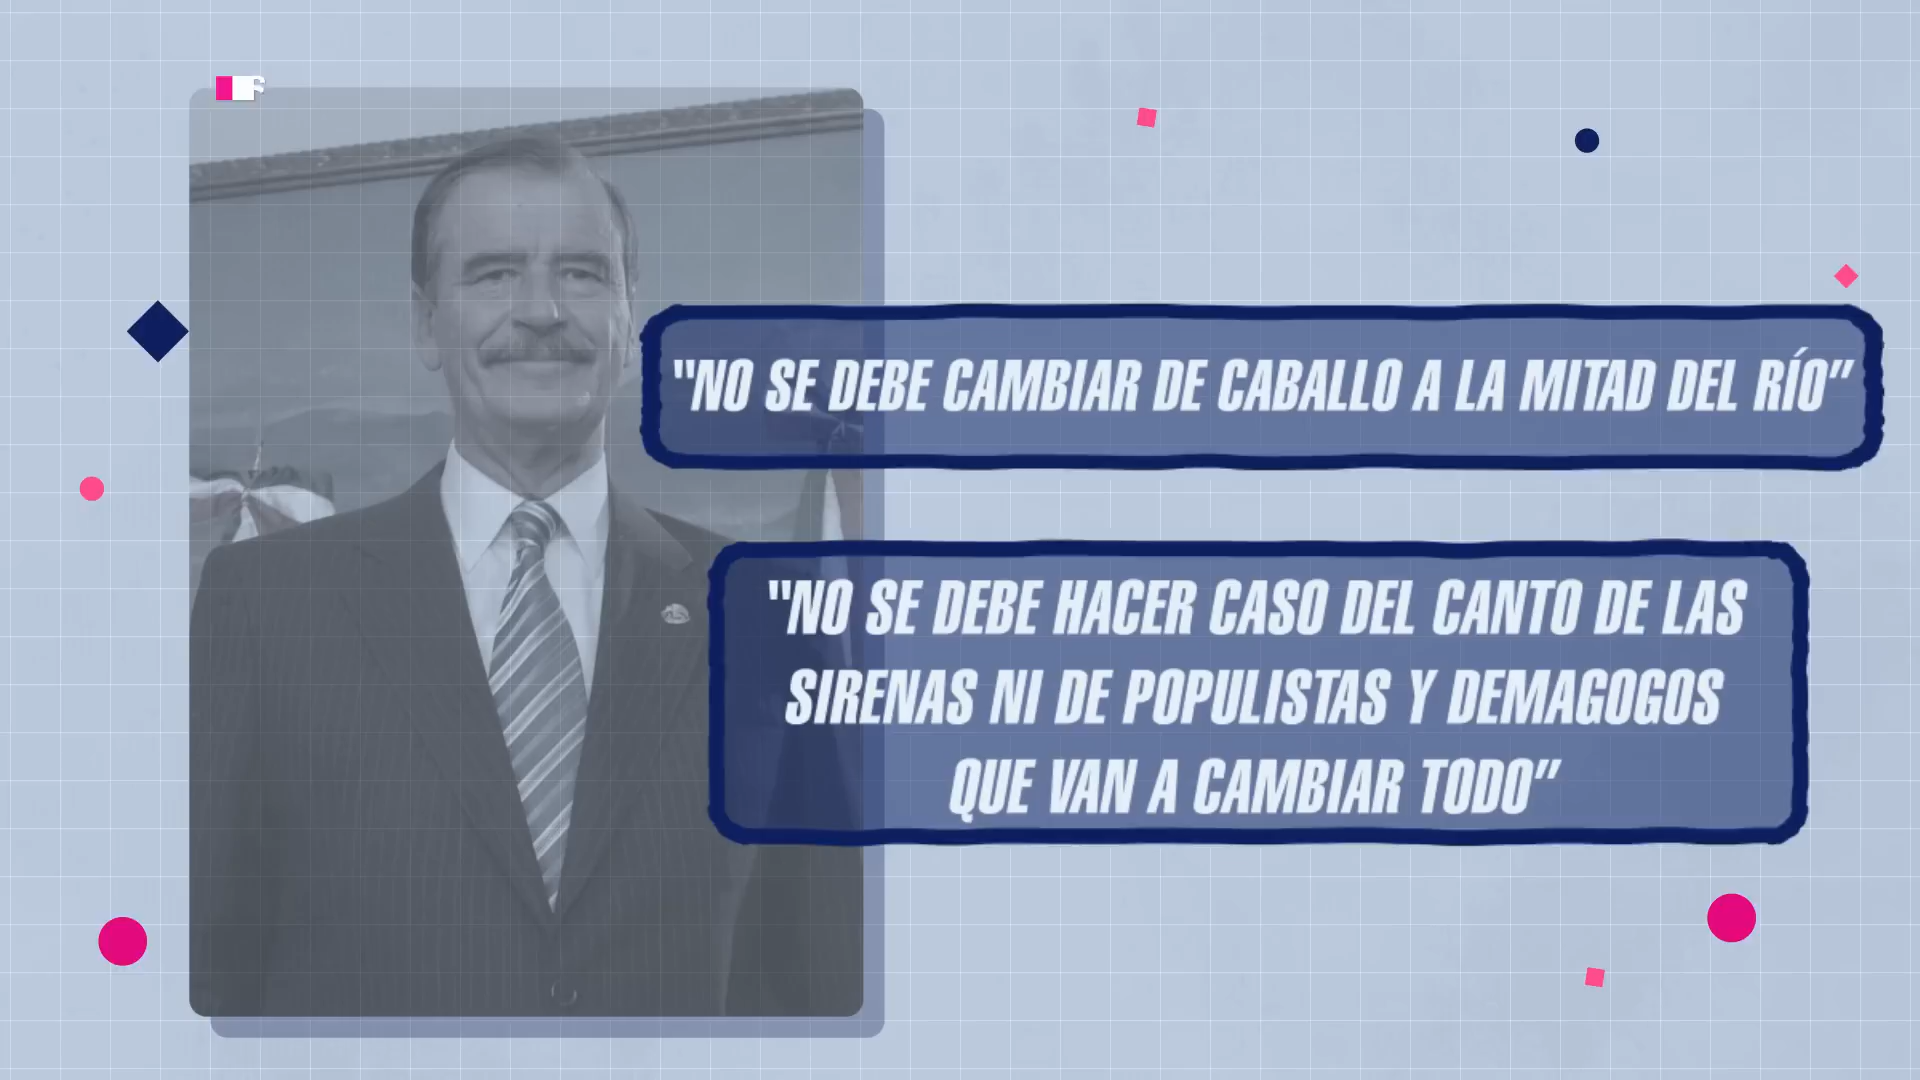 "NO SE DEBE CAMBIAR DE CABALLO A LA MITAD DEL RÍO"
"NO SE DEBE HACER CASO DEL CANTO DE LAS
SIRENAS NI DE POPULISTAS Y DEMAGOGOS
QUE VAN A CAMBIAR TODO"